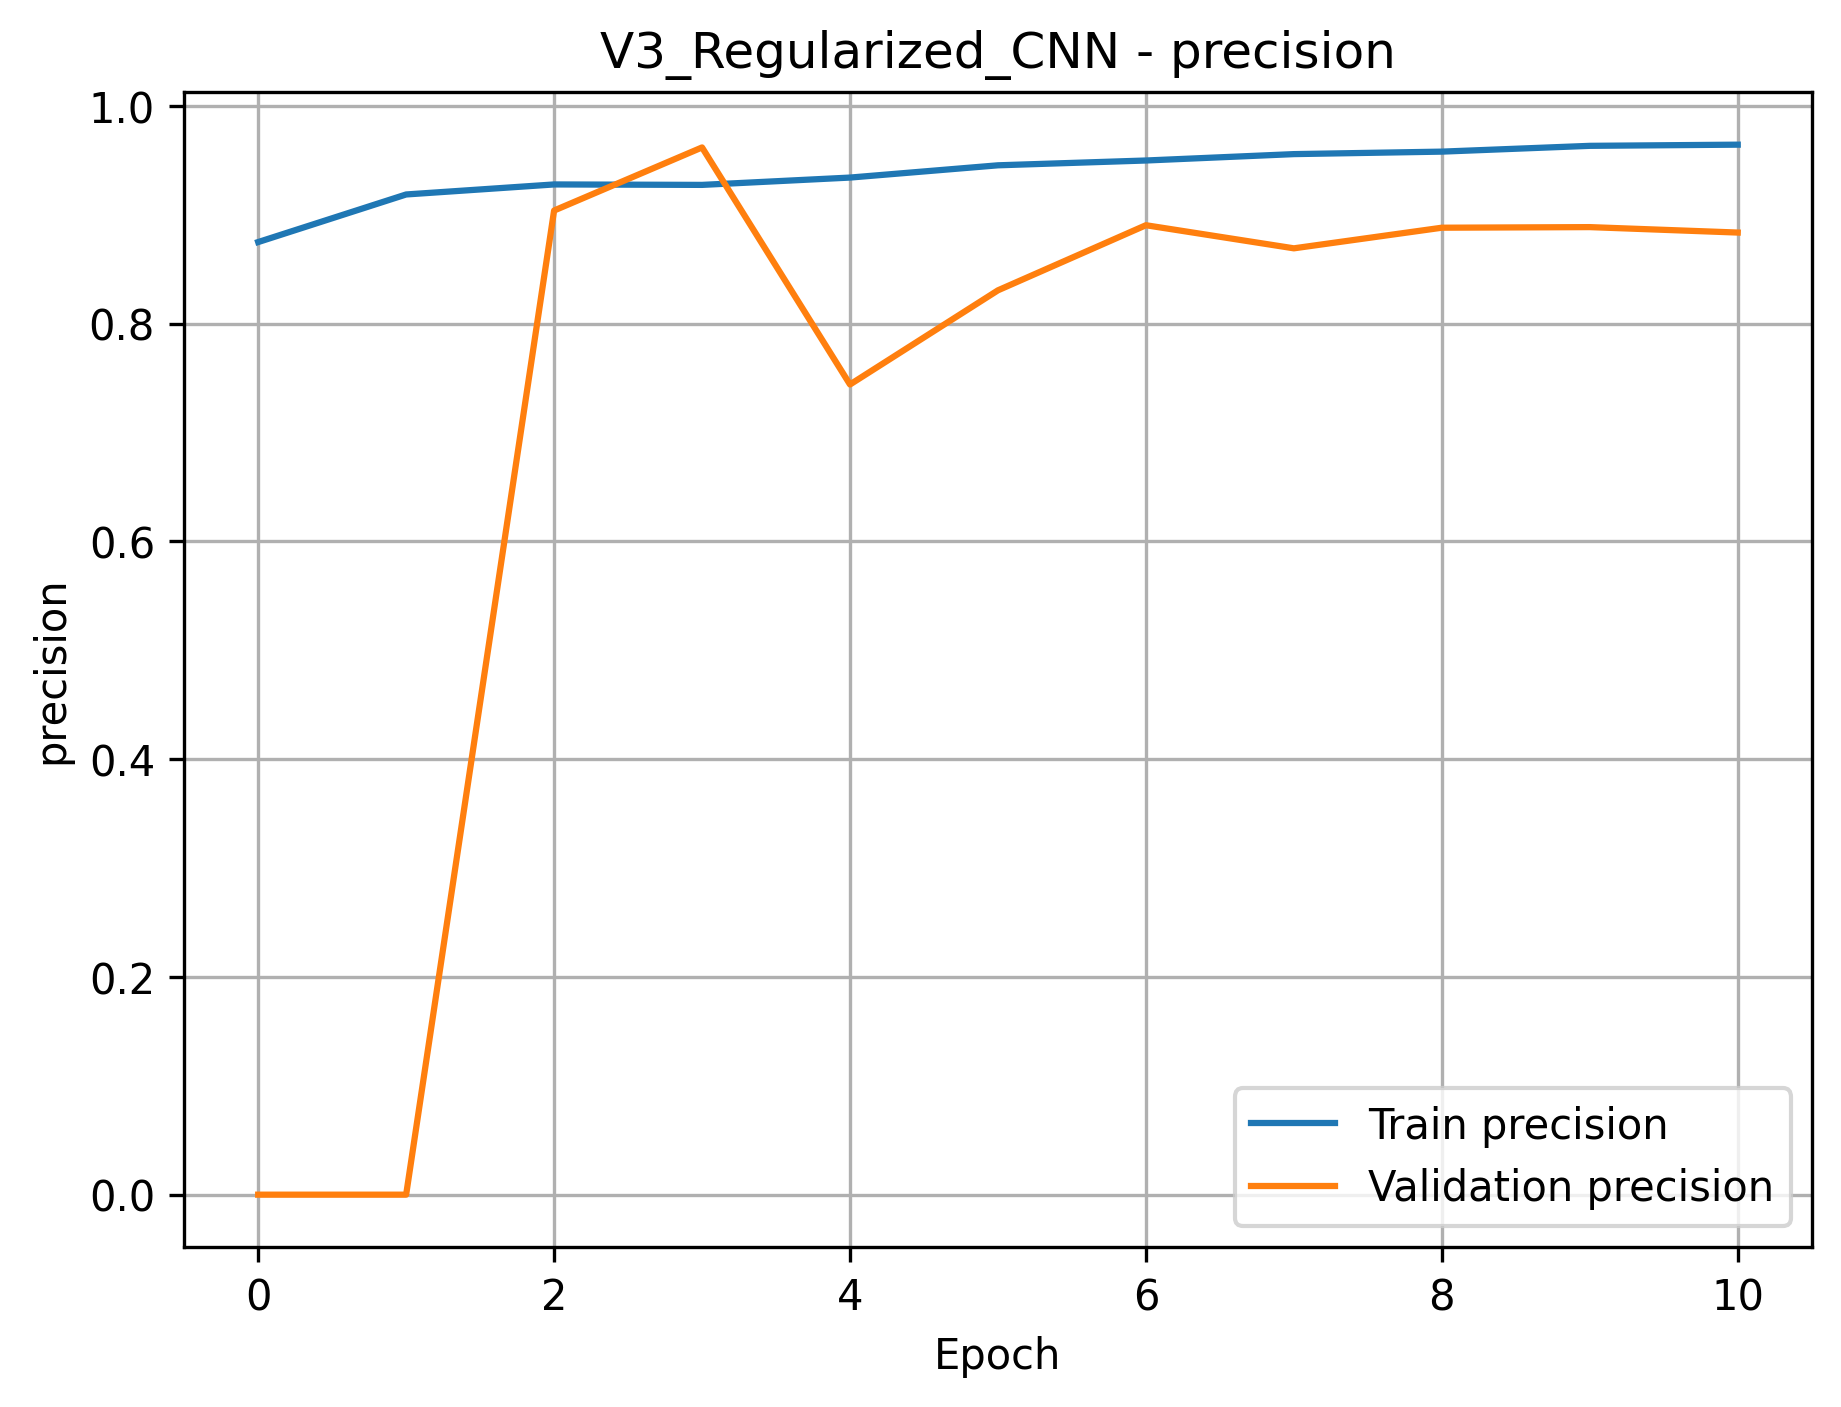 V3_Regularized_CNN - precision
precision
1.0
0.8
0.6
0.4
0.2
0.0
0 2 4 6 8 10
Epoch
Train precision
Validation precision